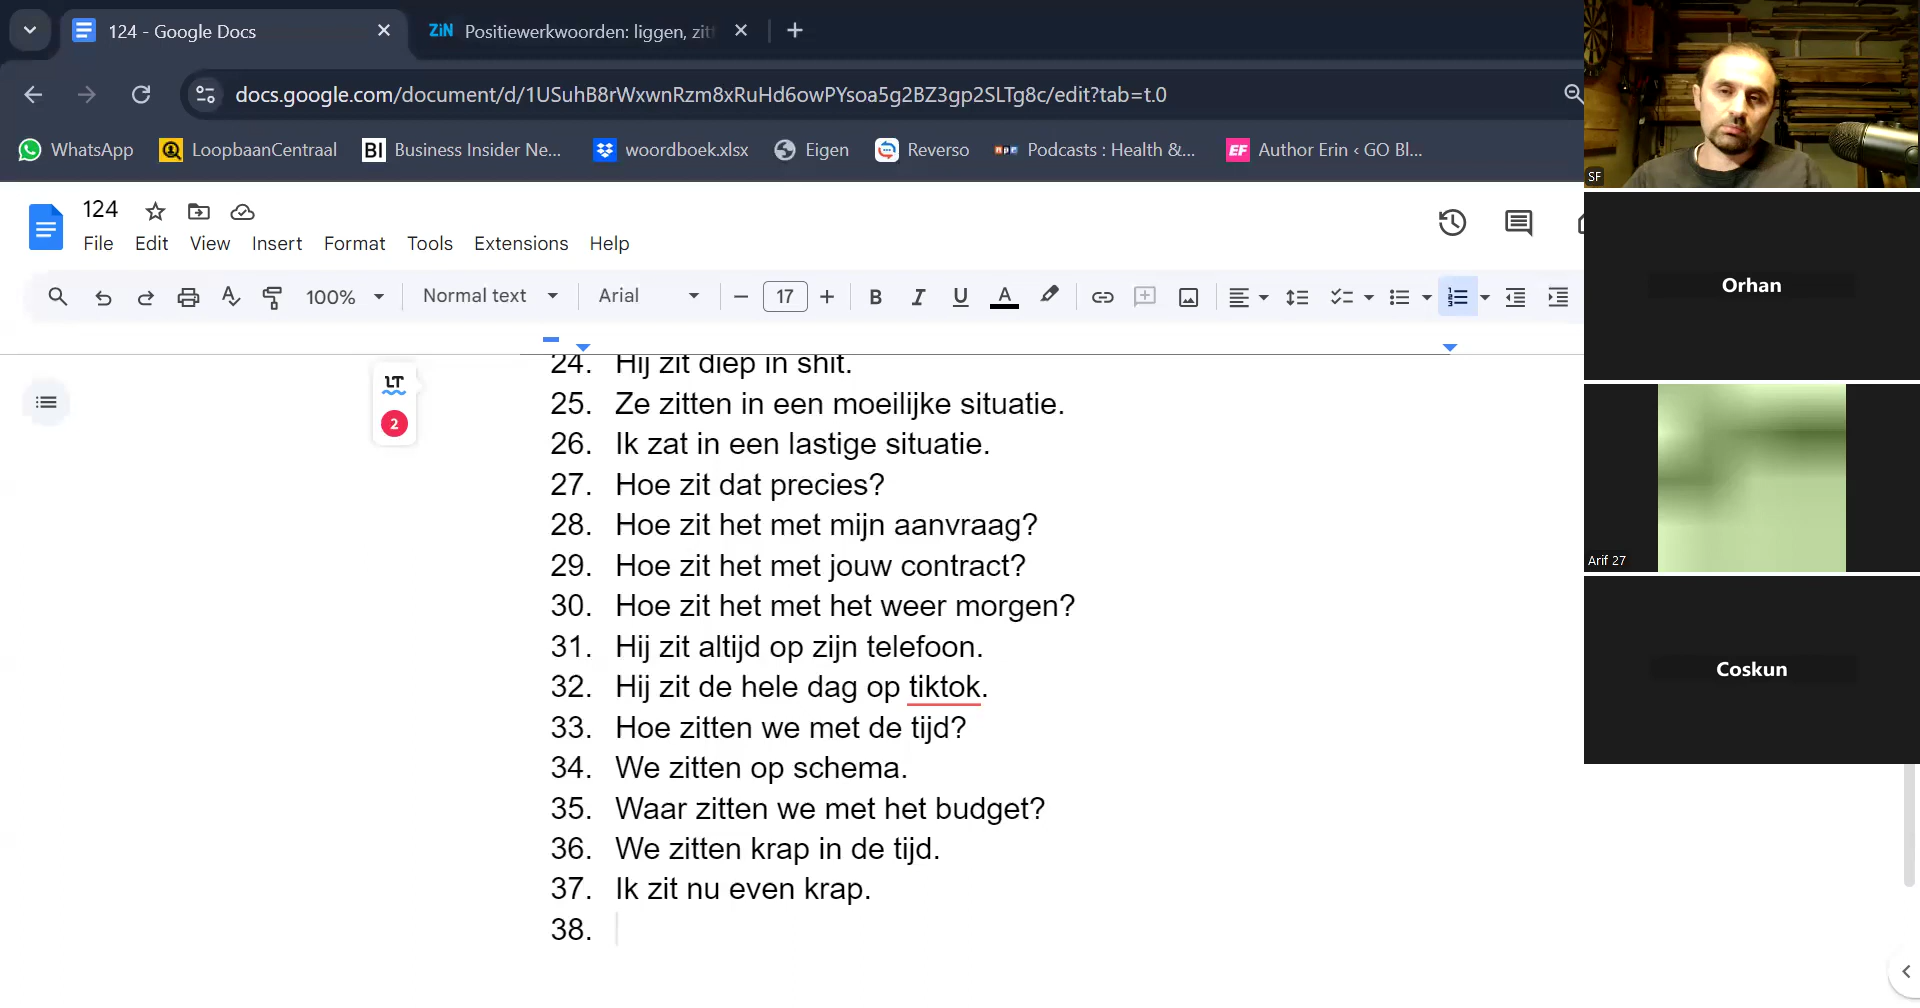 124 - Google Docs
ZiN Positiewerkwoorden: liggen, zit
docs.google.com/document/d/1USuhB8rWxwnRzm8xRuHd6owPYsoa5g2BZ3gp2SLTg8c/edit?tab=t.0
WhatsApp LoopbaanCentraal BI Business Insider Ne... woordboek.xlsx Eigen Reverso npr Podcasts : Health &... EF Author Erin ‹ GO Bl...
124
File Edit View Insert Format Tools Extensions Help
100% Normal text Arial 17 B I U A
LT
2
24. Hij zit diep in shit.
25. Ze zitten in een moeilijke situatie.
26. Ik zat in een lastige situatie.
27. Hoe zit dat precies?
28. Hoe zit het met mijn aanvraag?
29. Hoe zit het met jouw contract?
30. Hoe zit het met het weer morgen?
31. Hij zit altijd op zijn telefoon.
32. Hij zit de hele dag op tiktok.
33. Hoe zitten we met de tijd?
34. We zitten op schema.
35. Waar zitten we met het budget?
36. We zitten krap in de tijd.
37. Ik zit nu even krap.
38.
SF
Orhan
Arif 27
Coskun